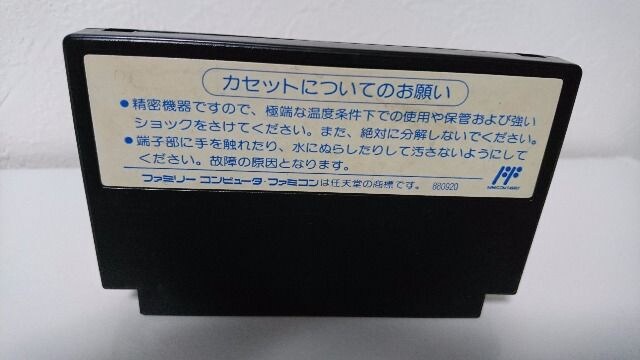 カセットについてのお願い
●精密機器ですので、極端な温度条件下での使用や保管および強い
ショックをさけてください。また、絶対に分解しないでください。
●端子部に手を触れたり、水にぬらしたりして汚さないようにして
ください。故障の原因となります。
ファミリー コンピュータ・ファミコンは任天堂の商標です。 880920